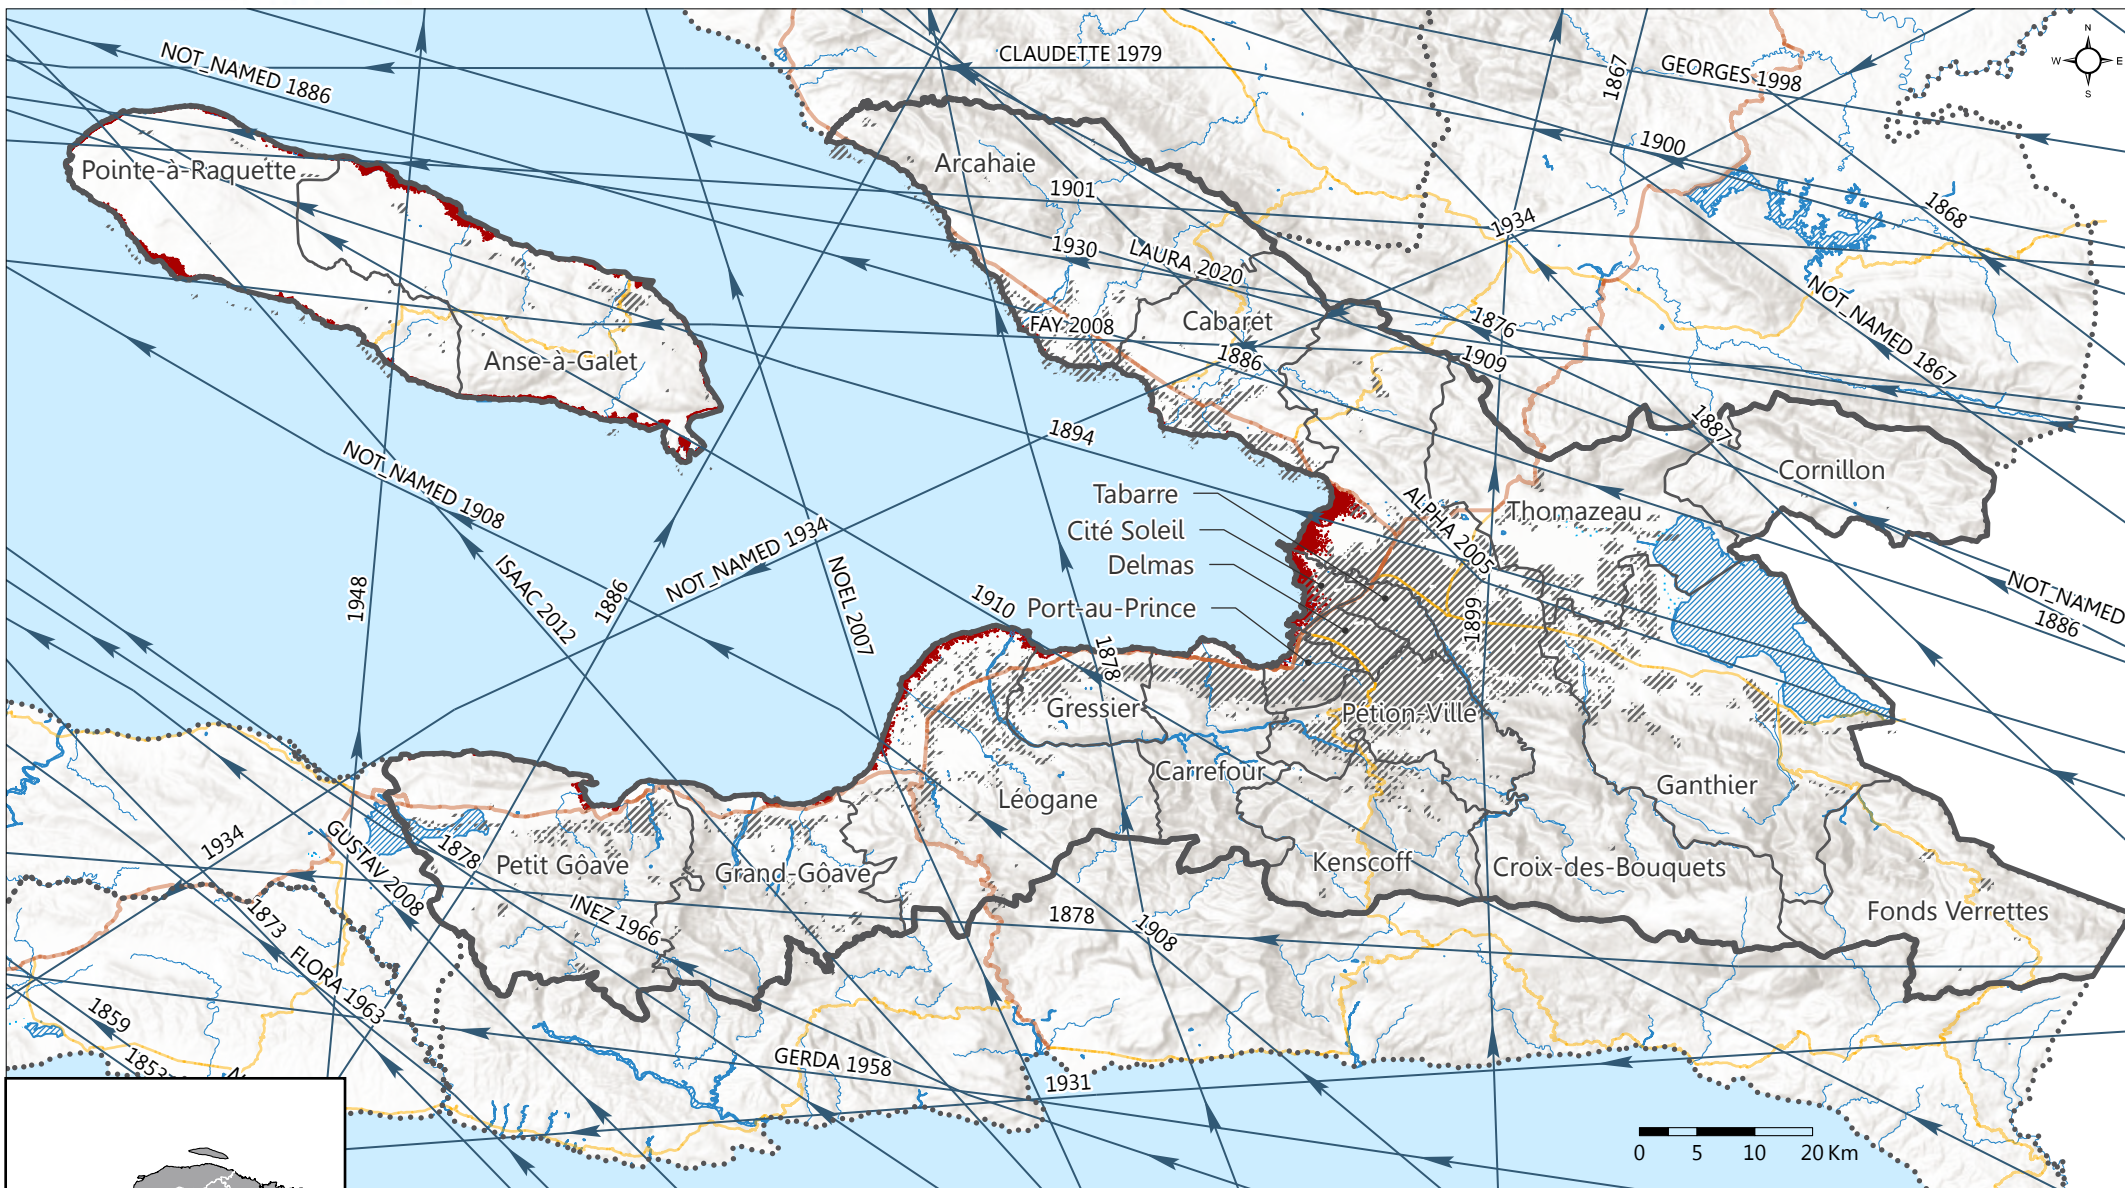 N
W E
S
NOT_NAMED 1886
CLAUDETTE 1979
1867
GEORGES 1998
1900
Pointe-à-Raquette
Arcahaie
1901
1868
1934
1930
LAURA 2020
NOT_NAMED 1867
FAY 2008
Cabaret
1876
Anse-à-Galet
1886
1909
1887
1894
Cornillon
NOT_NAMED 1908
Tabarre
ALPHA 2005
Thomazeau
Cité Soleil
NOT_NAMED 1934
Delmas
ISAAC 2012
NOEL 2007
1948
1886
1910
Port-au-Prince
1899
NOT_NAMED
1886
1878
Gressier
Pétion-Ville
Carrefour
Léogane
Ganthier
1934
GUSTAV 2008
1878
Petit Gôave
Grand-Gôave
Kenscoff
Croix-des-Bouquets
1873
INEZ 1966
1878
1908
Fonds Verrettes
FLORA 1963
1859
1853
GERDA 1958
1931
0 5 10 20 Km